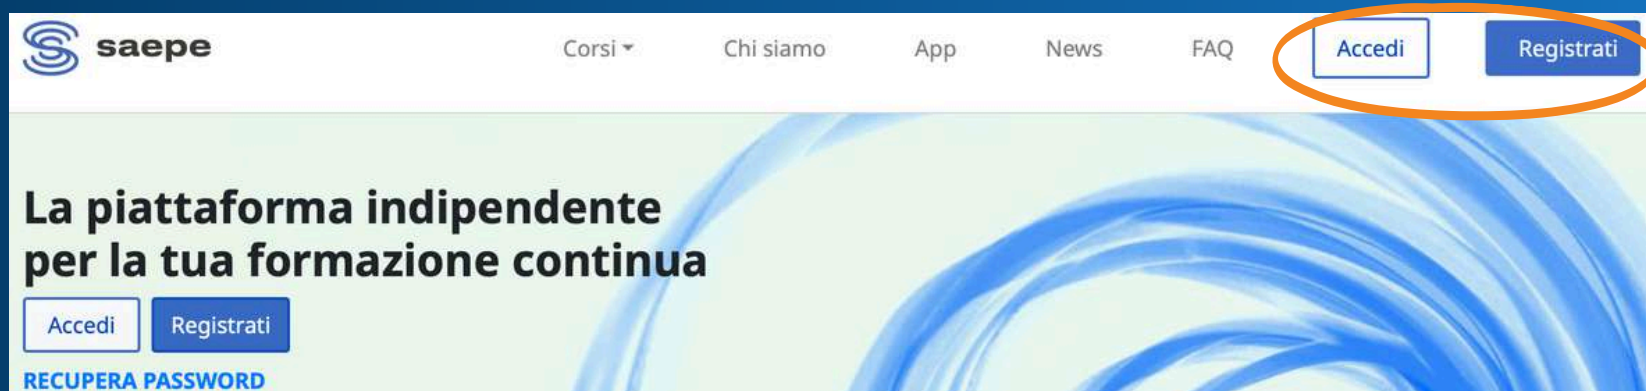 saepe
Corsi Chi siamo App News FAQ Accedi Registrati
La piattaforma indipendente
per la tua formazione continua
Accedi Registrati
RECUPERA PASSWORD